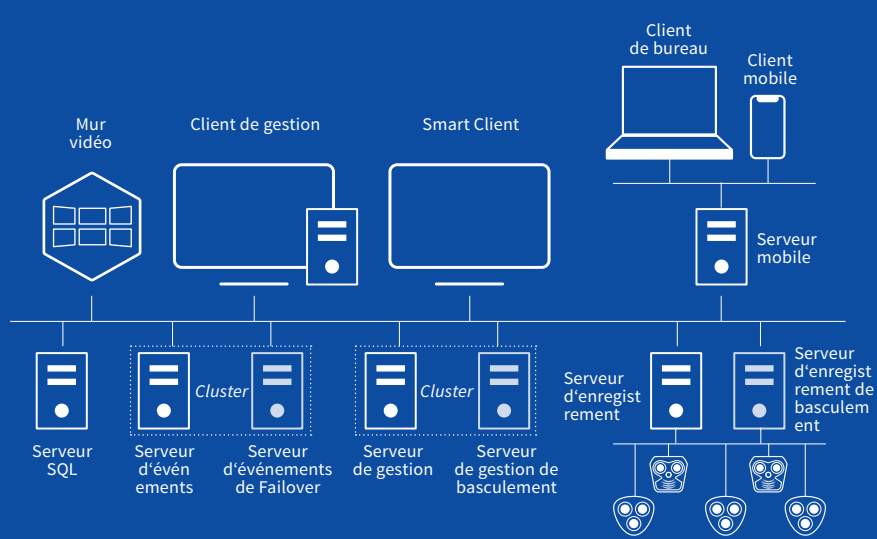 Client
de bureau
Client
mobile
Mur
vidéo
Client de gestion
Smart Client
Serveur
mobile
Cluster
Cluster
Serveur
d‘enregist
rement
Serveur
d‘enregist
rement de
basculem
ent
Serveur
SQL
Serveur
d‘évén
ements
Serveur
d‘événements
de Failover
Serveur
de gestion
Serveur
de gestion de
basculement